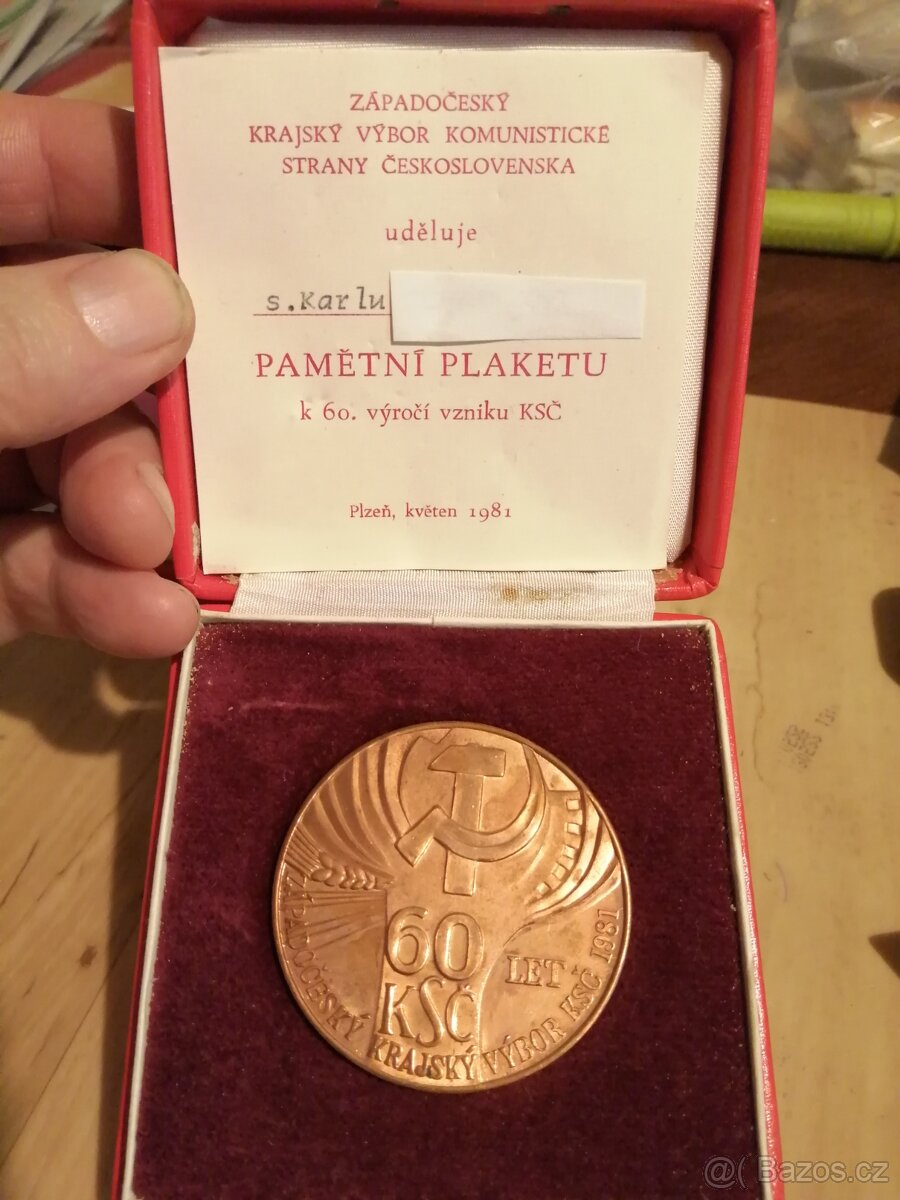 ZÁPADOČESKÝ
KRAJSKÝ VÝBOR KOMUNISTICKÉ
STRANY ČESKOSLOVENSKA
uděluje
s.Karlu
PAMĚTNÍ PLAKETU
k 60. výročí vzniku KSČ
Plzeň, květen 1981
60
LET
KSČ
ZÁPADOČESKÝ KRAJSKÝ VÝBOR KSČ 1981
@( Bazos.cz